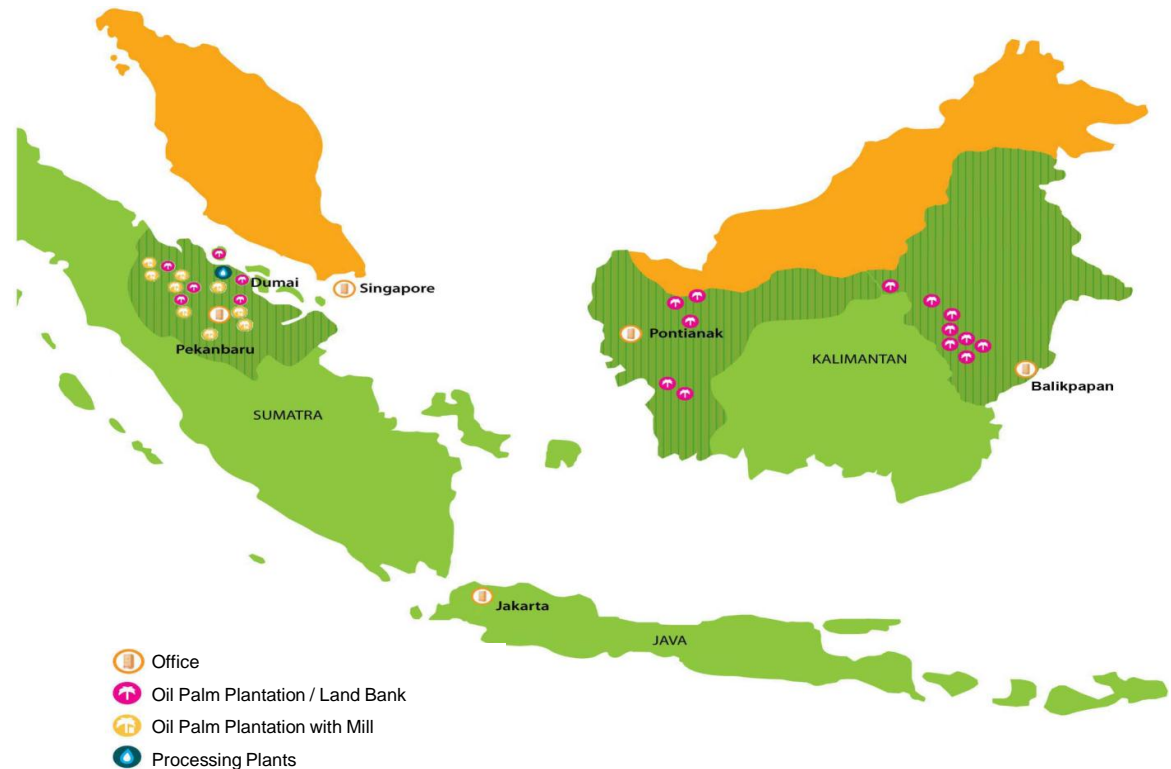 Dumai
Singapore
Pekanbaru
SUMATRA
Pontianak
KALIMANTAN
Balikpapan
Jakarta
JAVA
Office
Oil Palm Plantation / Land Bank
Oil Palm Plantation with Mill
Processing Plants